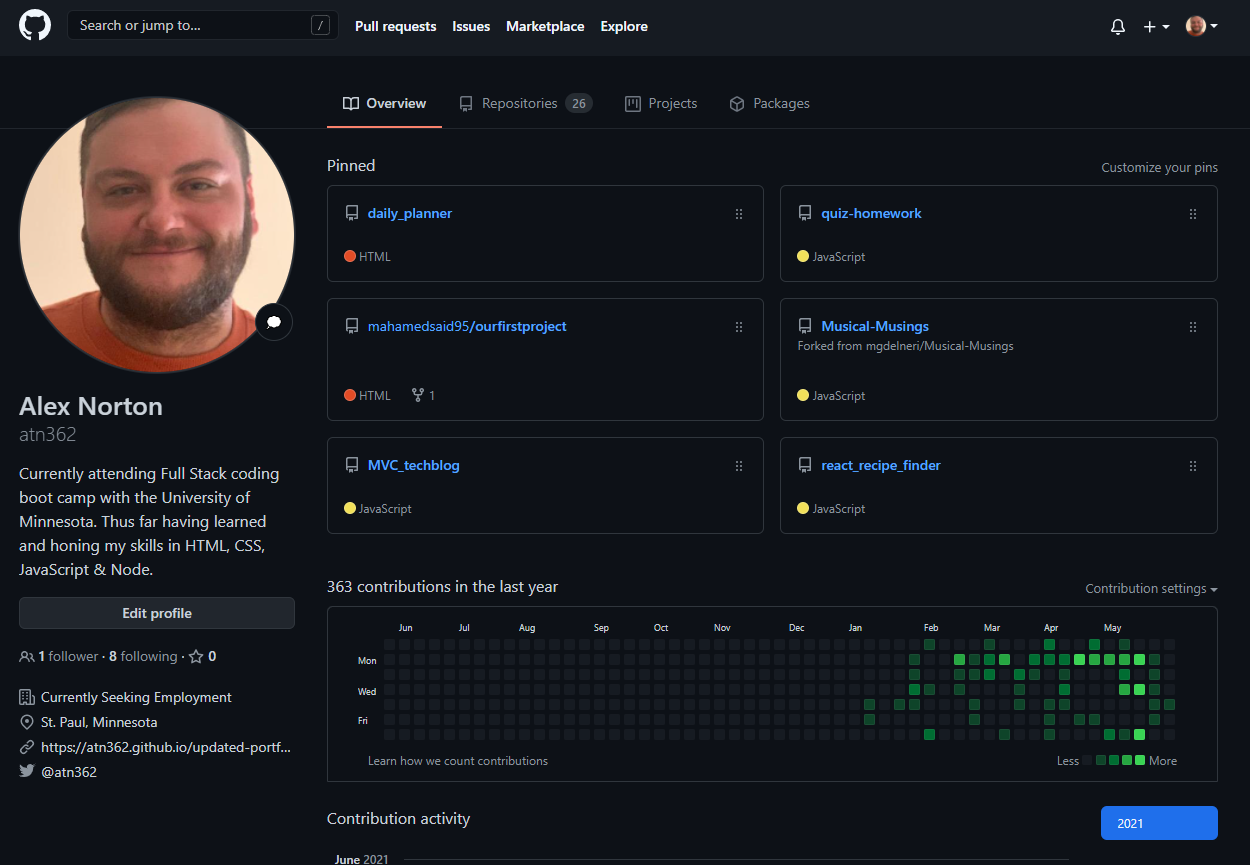 Search or jump to... /
Pull requests Issues Marketplace Explore
Overview Repositories 26 Projects Packages
Alex Norton
atn362
Currently attending Full Stack coding
boot camp with the University of
Minnesota. Thus far having learned
and honing my skills in HTML, CSS,
JavaScript & Node.
Edit profile
1 follower · 8 following · 0
Currently Seeking Employment
St. Paul, Minnesota
https://atn362.github.io/updated-portf...
@atn362
Pinned
Customize your pins
daily_planner
HTML
quiz-homework
JavaScript
mahamedsaid95/ourfirstproject
HTML 1
Musical-Musings
Forked from mgdelneri/Musical-Musings
JavaScript
MVC_techblog
JavaScript
react_recipe_finder
JavaScript
363 contributions in the last year
Contribution settings
Jun Jul Aug Sep Oct Nov Dec Jan Feb Mar Apr May
Mon
Wed
Fri
Learn how we count contributions
Less More
Contribution activity
2021
June 2021